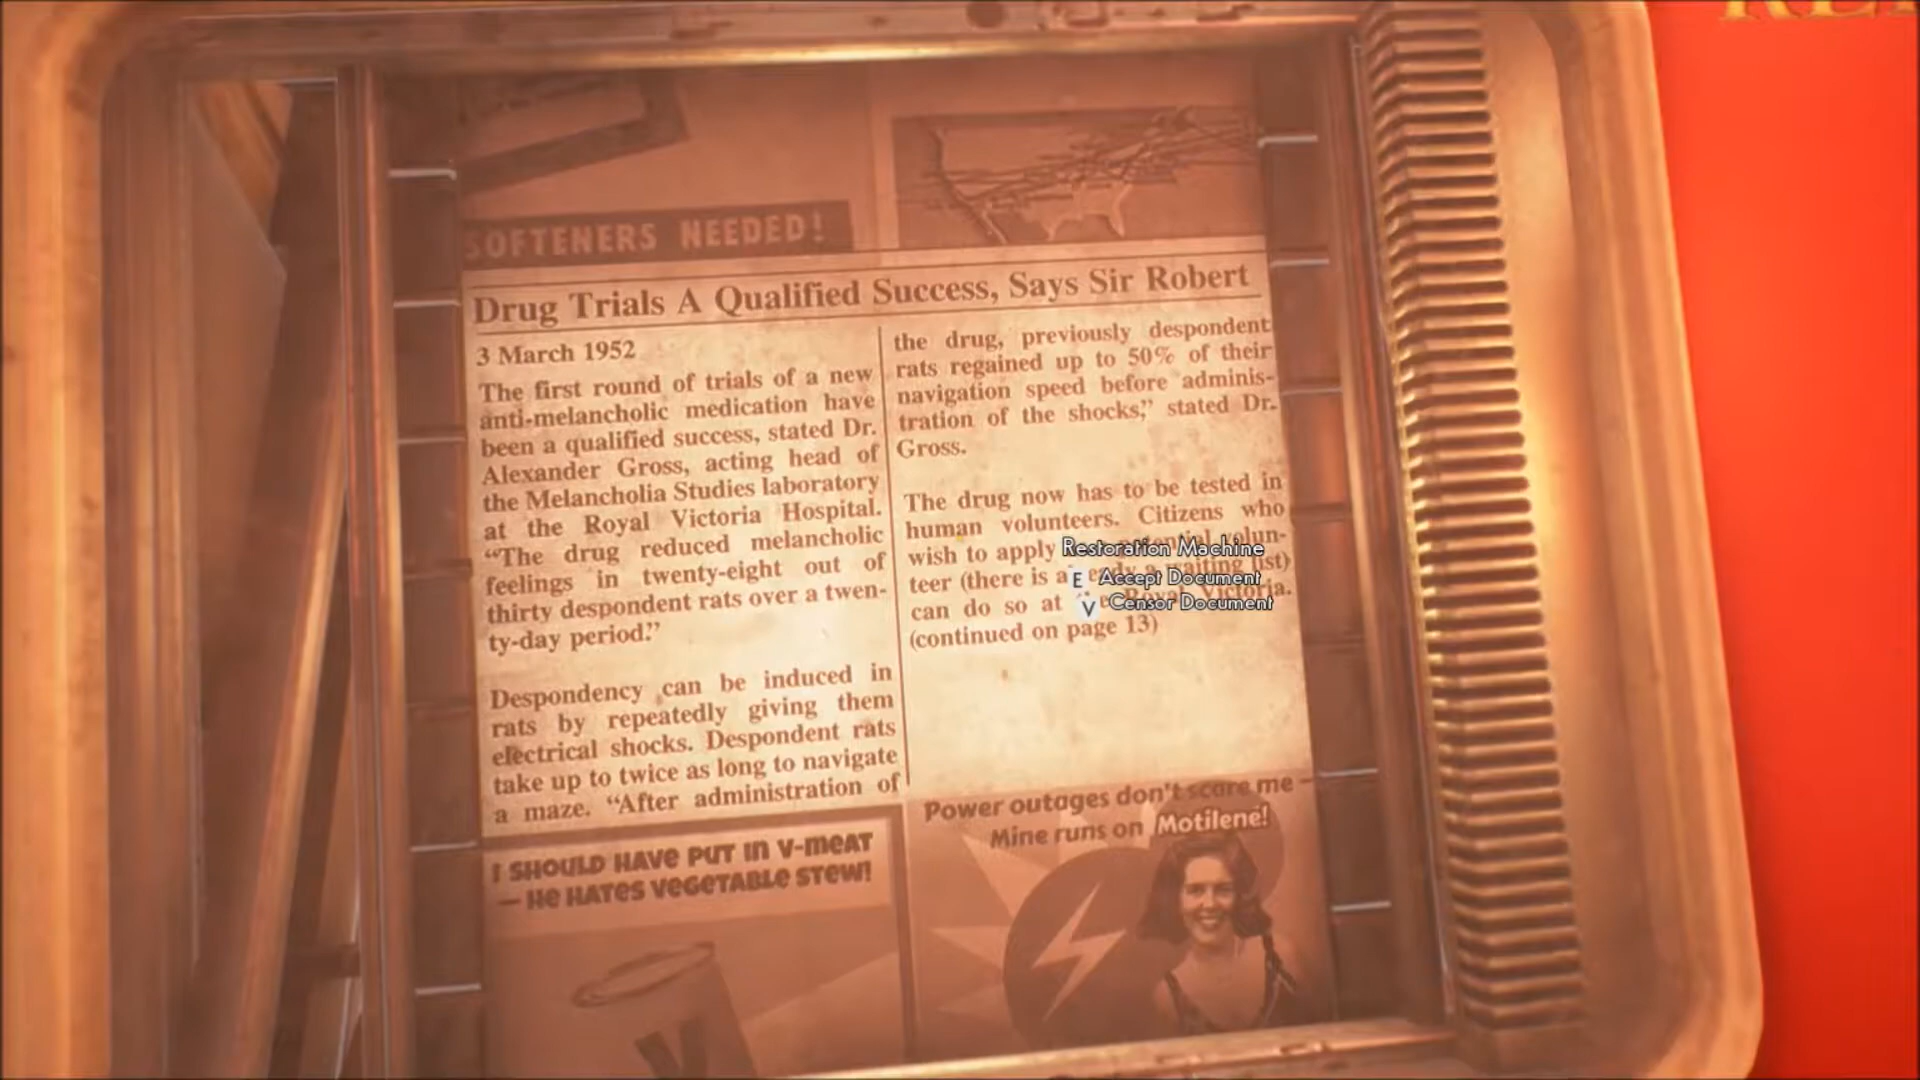 SOFTENERS NEEDED!
Drug Trials A Qualified Success, Says Sir Robert
3 March 1952
The first round of trials of a new
anti-melancholic medication have
been a qualified success, stated Dr.
Alexander Gross, acting head of
the Melancholia Studies laboratory
at the Royal Victoria Hospital.
“The drug reduced melancholic
feelings in twenty-eight out of
thirty despondent rats over a twen-
ty-day period.”
Despondency can be induced in
rats by repeatedly giving them
electrical shocks. Despondent rats
take up to twice as long to navigate
a maze. “After administration of
the drug, previously despondent
rats regained up to 50% of their
navigation speed before adminis-
tration of the shocks,” stated Dr.
Gross.
The drug now has to be tested in
human volunteers. Citizens who
wish to apply potential volun-
teer (there is already a waiting list)
can do so at the Royal Victoria.
(continued on page 13)
Restoration Machine
E Accept Document
V Censor Document
I SHOULD HAVE PUT IN V-MEAT
— HE HATES VEGETABLE STEW!
Power outages don't scare me —
Mine runs on Motilene!
V